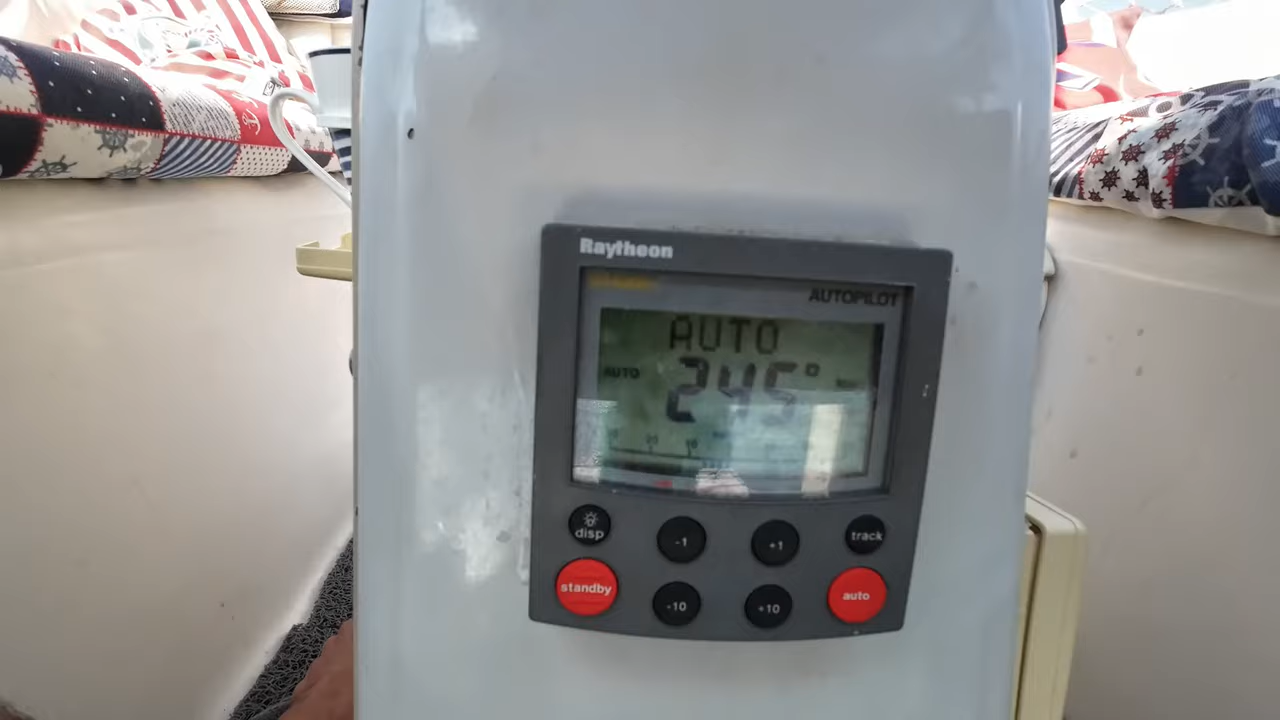 Raytheon
AUTOPILOT
AUTO
AUTO 245°
disp
-1
+1
track
standby
-10
+10
auto